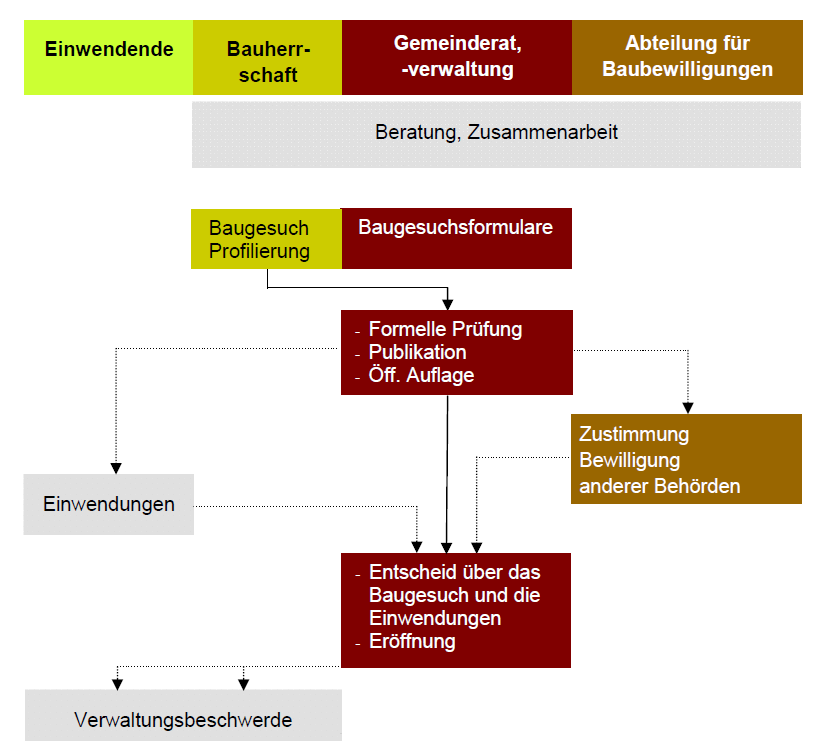 Einwendende
Bauherr-
schaft
Gemeinderat,
-verwaltung
Abteilung für
Baubewilligungen
Beratung, Zusammenarbeit
Baugesuch
Profilierung
Baugesuchsformulare
- Formelle Prüfung
- Publikation
- Öff. Auflage
Zustimmung
Bewilligung
anderer Behörden
Einwendungen
- Entscheid über das
Baugesuch und die
Einwendungen
- Eröffnung
Verwaltungsbeschwerde